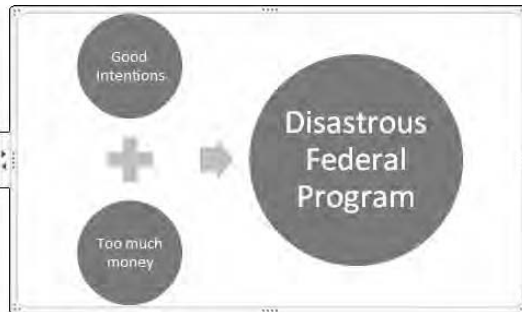 Good
Intentions
Too much
money
Disastrous
Federal
Program